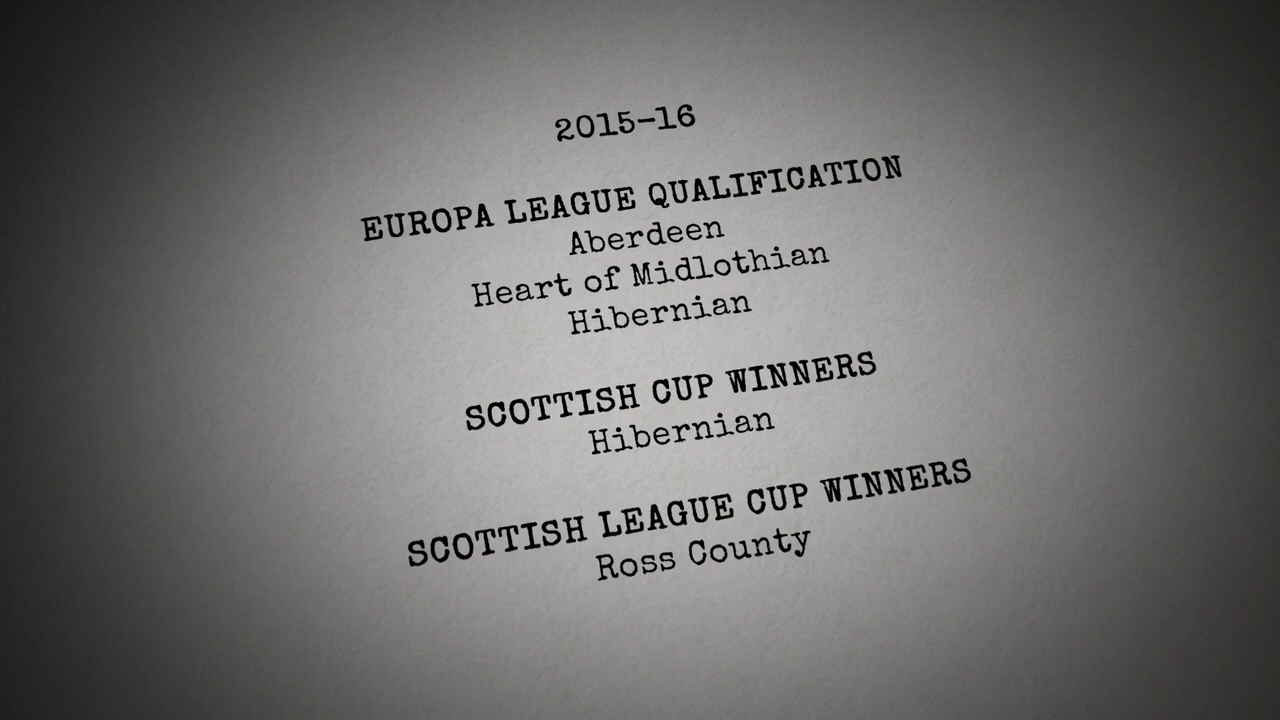 2015-16
EUROPA LEAGUE QUALIFICATION
Aberdeen
Heart of Midlothian
Hibernian
SCOTTISH CUP WINNERS
Hibernian
SCOTTISH LEAGUE CUP WINNERS
Ross County